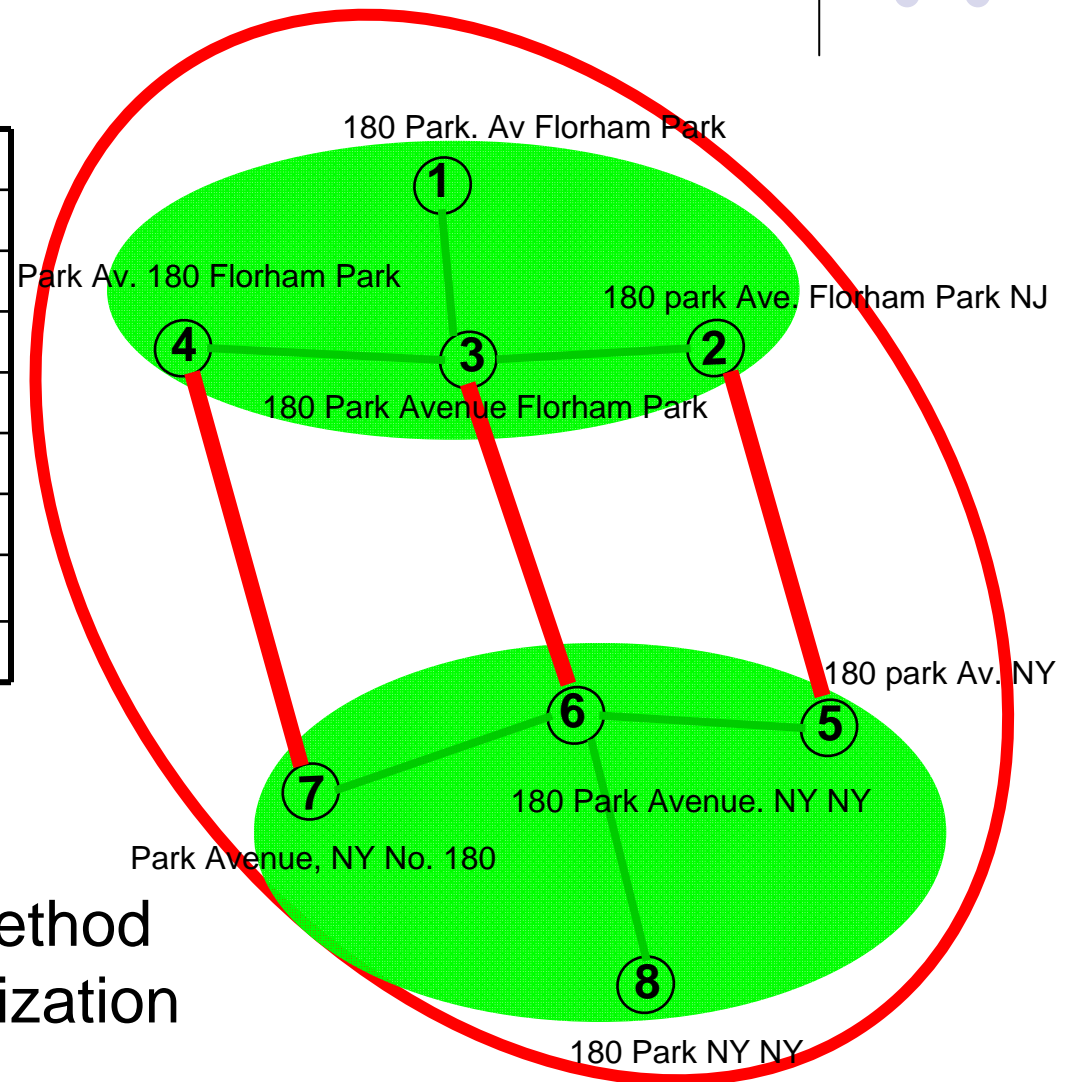 180 Park. Av Florham Park
1
Park Av. 180 Florham Park
180 park Ave. Florham Park NJ
4
3
2
180 Park Avenue Florham Park
180 park Av. NY
6
5
7
180 Park Avenue. NY NY
Park Avenue, NY No. 180
ethod
8
ization
180 Park NY NY